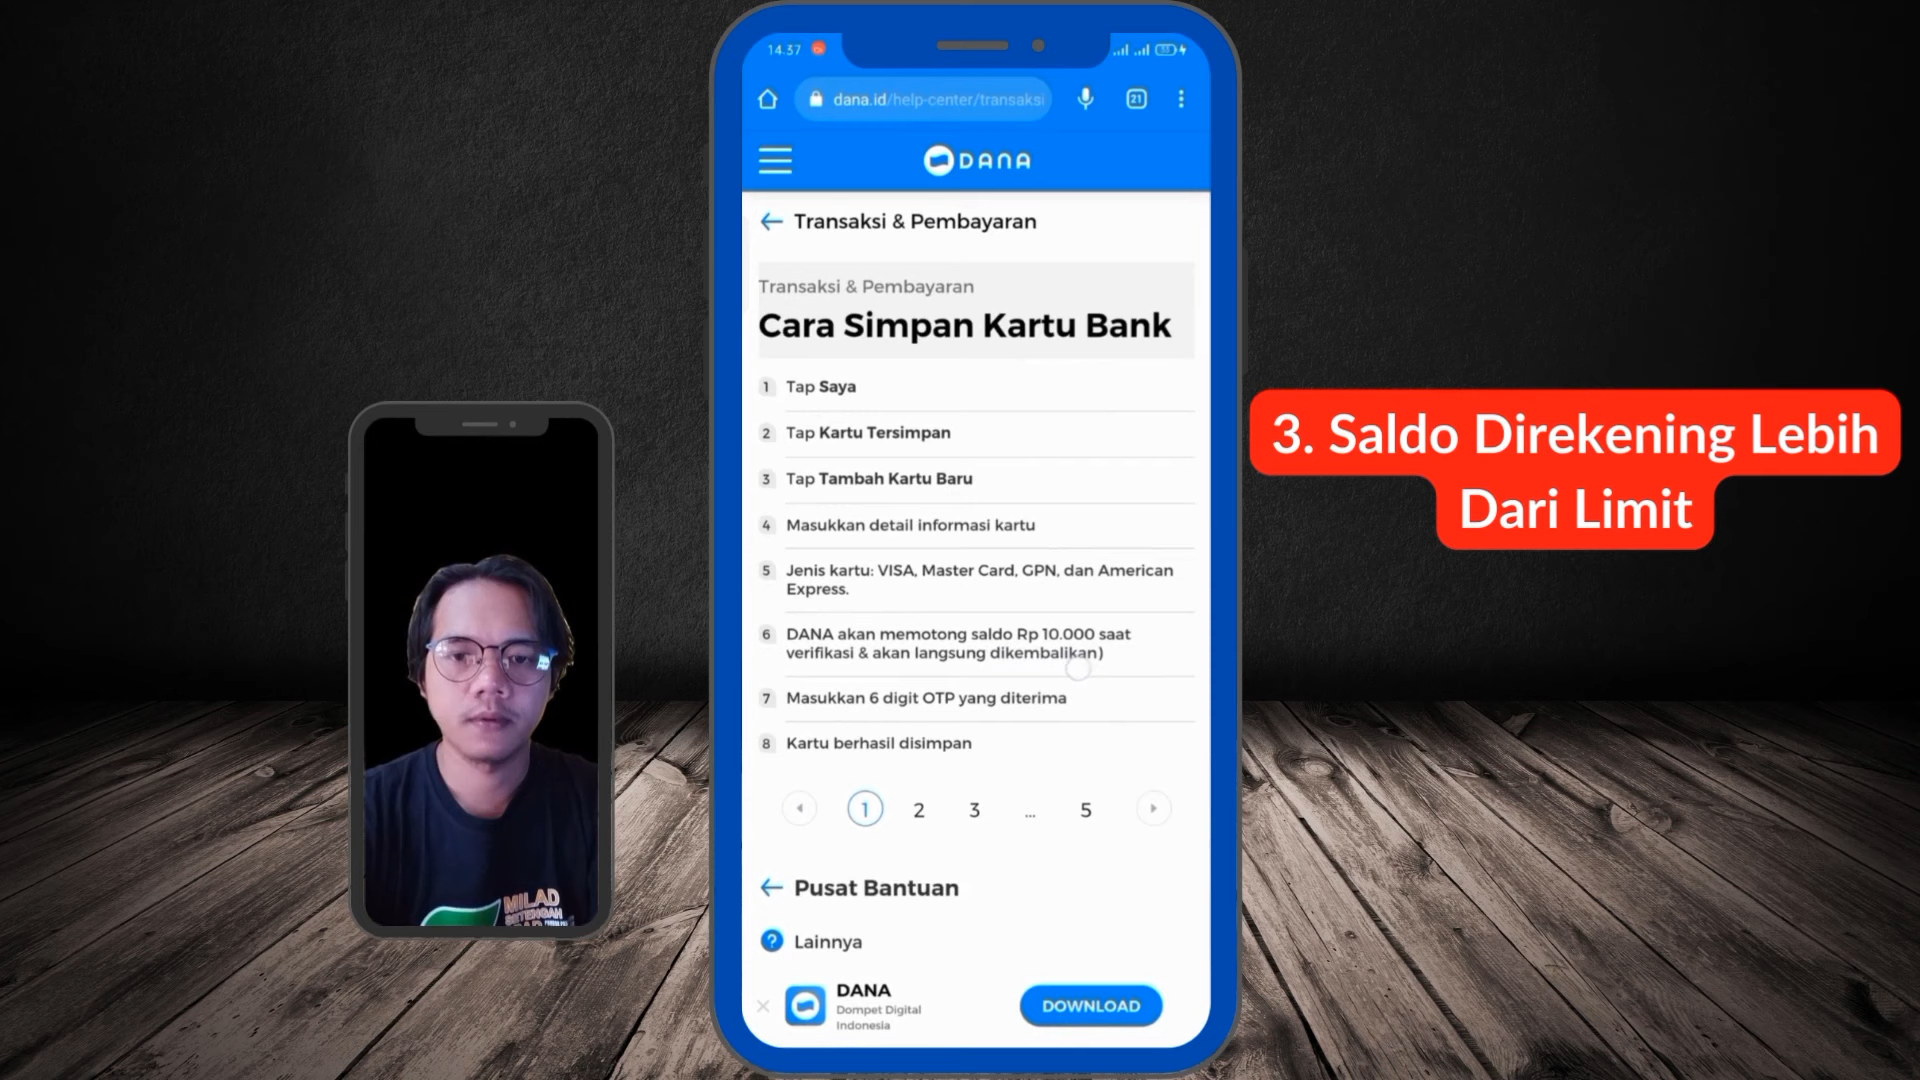 14.37
dana.id/help-center/transaksi
21
DANA
Transaksi & Pembayaran
Transaksi & Pembayaran
Cara Simpan Kartu Bank
1 Tap Saya
2 Tap Kartu Tersimpan
3 Tap Tambah Kartu Baru
4 Masukkan detail informasi kartu
5 Jenis kartu: VISA, Master Card, GPN, dan American
Express.
6 DANA akan memotong saldo Rp 10.000 saat
verifikasi & akan langsung dikembalikan)
7 Masukkan 6 digit OTP yang diterima
8 Kartu berhasil disimpan
1 2 3 ... 5
Pusat Bantuan
? Lainnya
DANA
Dompet Digital
Indonesia
DOWNLOAD
3. Saldo Direkening Lebih
Dari Limit
MILAD
SETENGAH